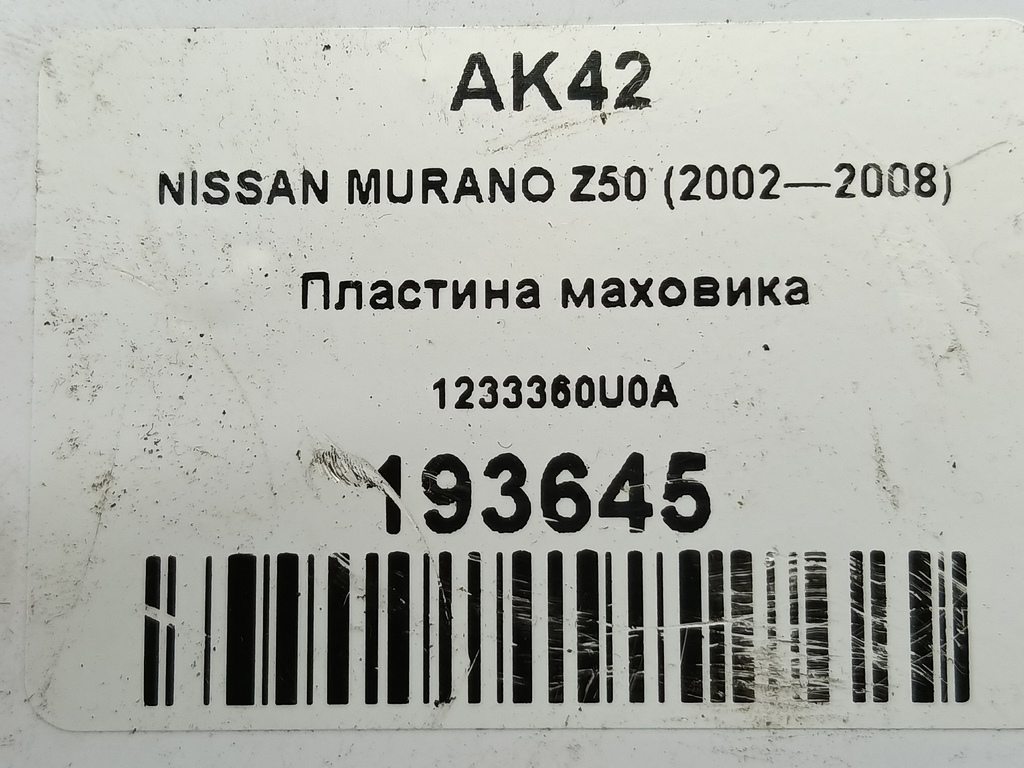 AK42
NISSAN MURANO Z50 (2002—2008)
Пластина маховика
1233360U0A
193645